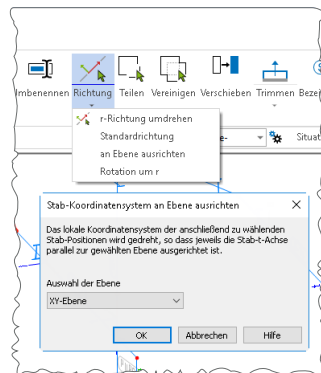 Imbenennen Richtung Teilen Vereinigen Verschieben Trimmen Bezei
r-Richtung umdrehen
Standardrichtung
e-
Situat
an Ebene ausrichten
Rotation um r
Stab-Koordinatensystem an Ebene ausrichten
Das lokale Koordinatensystem der anschließend zu wählenden
Stab-Positionen wird gedreht, so dass jeweils die Stab-t-Achse
parallel zur gewählten Ebene ausgerichtet ist.
Auswahl der Ebene
XY-Ebene
OK Abbrechen Hilfe